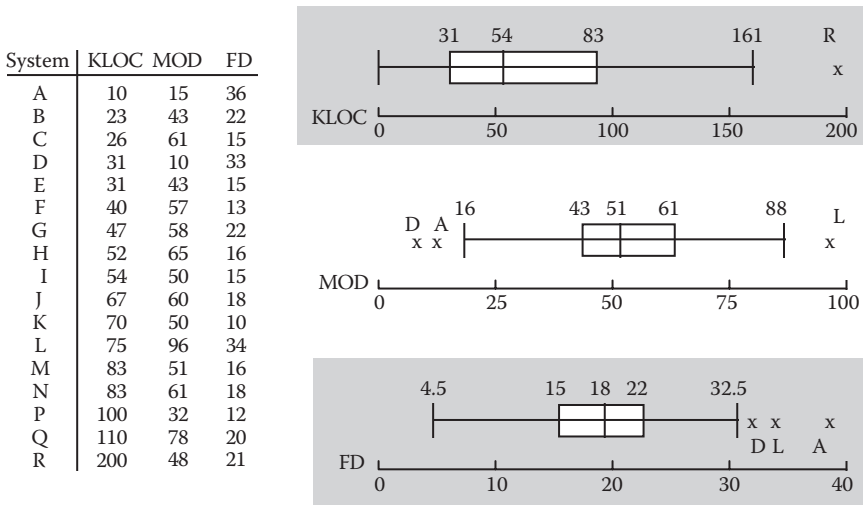 System KLOC MOD FD
A 10 15 36
B 23 43 22
C 26 61 15
D 31 10 33
E 31 43 15
F 40 57 13
G 47 58 22
H 52 65 16
I 54 50 15
J 67 60 18
K 70 50 10
L 75 96 34
M 83 51 16
N 83 61 18
P 100 32 12
Q 110 78 20
R 200 48 21
31 54 83 161 R
x
KLOC
0 50 100 150 200
D A 16 43 51 61 88 L
x x x
MOD
0 25 50 75 100
4.5 15 18 22 32.5
x x x
D L A
FD
0 10 20 30 40